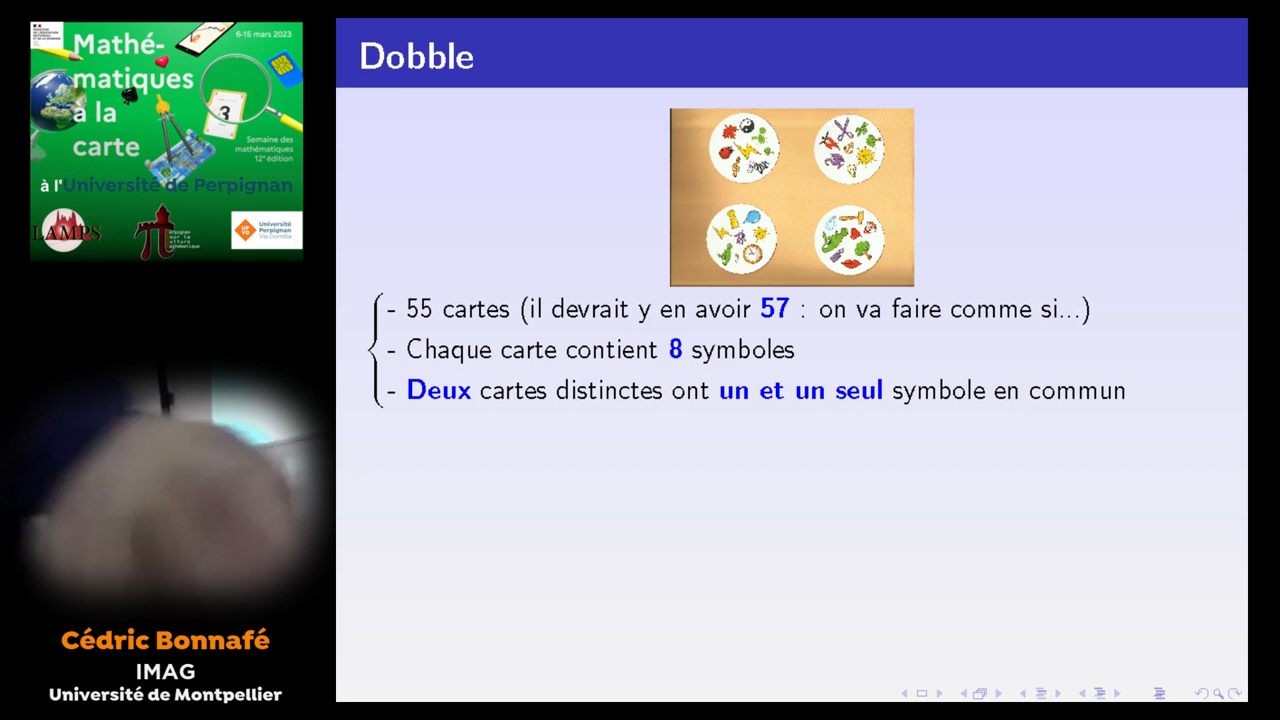 6-15 mars 2023
Mathé-
matiques
à la
carte
3
Semaine des
mathématiques
12e édition
à l'Université de Perpignan
LAMPS
Université
Perpignan
Via Domitia
Dobble
- 55 cartes (il devrait y en avoir 57 : on va faire comme si...)
- Chaque carte contient 8 symboles
- Deux cartes distinctes ont un et un seul symbole en commun
Cédric Bonnafé
IMAG
Université de Montpellier